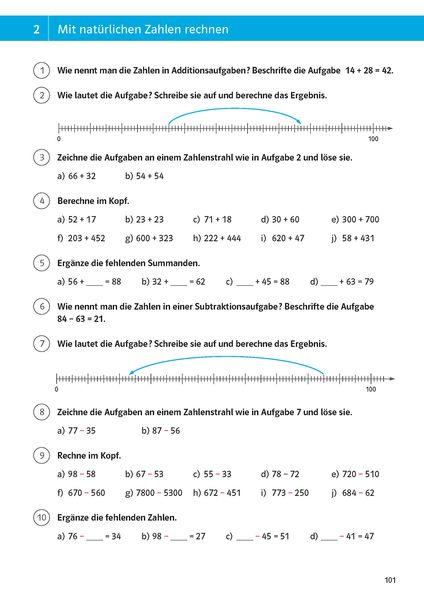 2 Mit natürlichen Zahlen rechnen
1 Wie nennt man die Zahlen in Additionsaufgaben? Beschrifte die Aufgabe 14 + 28 = 42.
2 Wie lautet die Aufgabe? Schreibe sie auf und berechne das Ergebnis.
0 100
3 Zeichne die Aufgaben an einem Zahlenstrahl wie in Aufgabe 2 und löse sie.
a) 66 + 32 b) 54 + 54
4 Berechne im Kopf.
a) 52 + 17 b) 23 + 23 c) 71 + 18 d) 30 + 60 e) 300 + 700
f) 203 + 452 g) 600 + 323 h) 222 + 444 i) 620 + 47 j) 58 + 431
5 Ergänze die fehlenden Summanden.
a) 56 + ___ = 88 b) 32 + ___ = 62 c) ___ + 45 = 88 d) ___ + 63 = 79
6 Wie nennt man die Zahlen in einer Subtraktionsaufgabe? Beschrifte die Aufgabe
84 – 63 = 21.
7 Wie lautet die Aufgabe? Schreibe sie auf und berechne das Ergebnis.
0 100
8 Zeichne die Aufgaben an einem Zahlenstrahl wie in Aufgabe 7 und löse sie.
a) 77 – 35 b) 87 – 56
9 Rechne im Kopf.
a) 98 – 58 b) 67 – 53 c) 55 – 33 d) 78 – 72 e) 720 – 510
f) 670 – 560 g) 7800 – 5300 h) 672 – 451 i) 773 – 250 j) 684 – 62
10 Ergänze die fehlenden Zahlen.
a) 76 – ___ = 34 b) 98 – ___ = 27 c) ___ – 45 = 51 d) ___ – 41 = 47
101